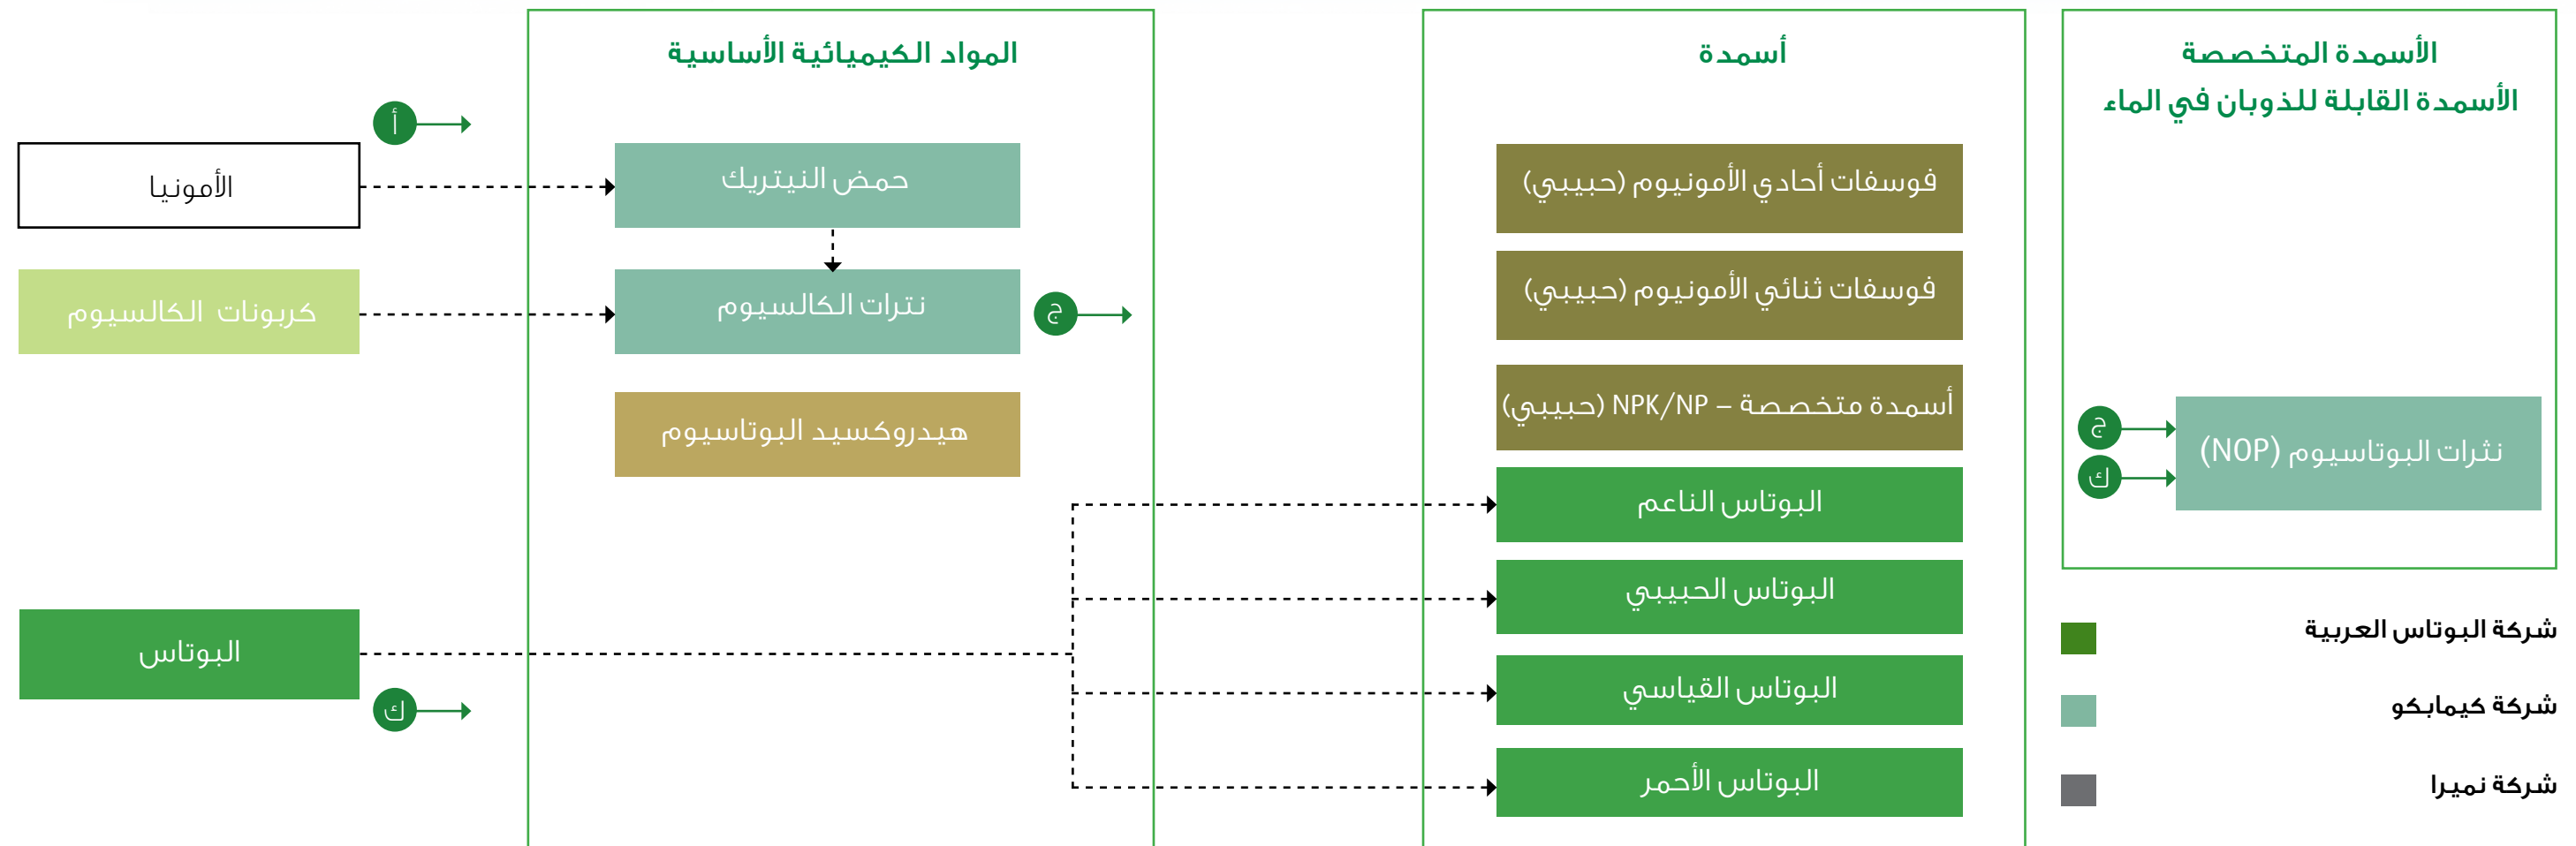 الأسمدة المتخصصة
الأسمدة القابلة للذوبان في الماء
ج
ك
نثرات البوتاسيوم (NOP)
شركة البوتاس العربية
شركة كيمابكو
شركة نميرا
أسمدة
فوسفات أحادي الأمونيوم (حبيبي)
فوسفات ثنائي الأمونيوم (حبيبي)
أسمدة متخصصة – NPK/NP (حبيبي)
البوتاس الناعم
البوتاس الحبيبي
البوتاس القياسي
البوتاس الأحمر
المواد الكيميائية الأساسية
حمض النيتريك
نترات الكالسيوم
ج
هيدروكسيد البوتاسيوم
أ
الأمونيا
كربونات الكالسيوم
البوتاس
ك